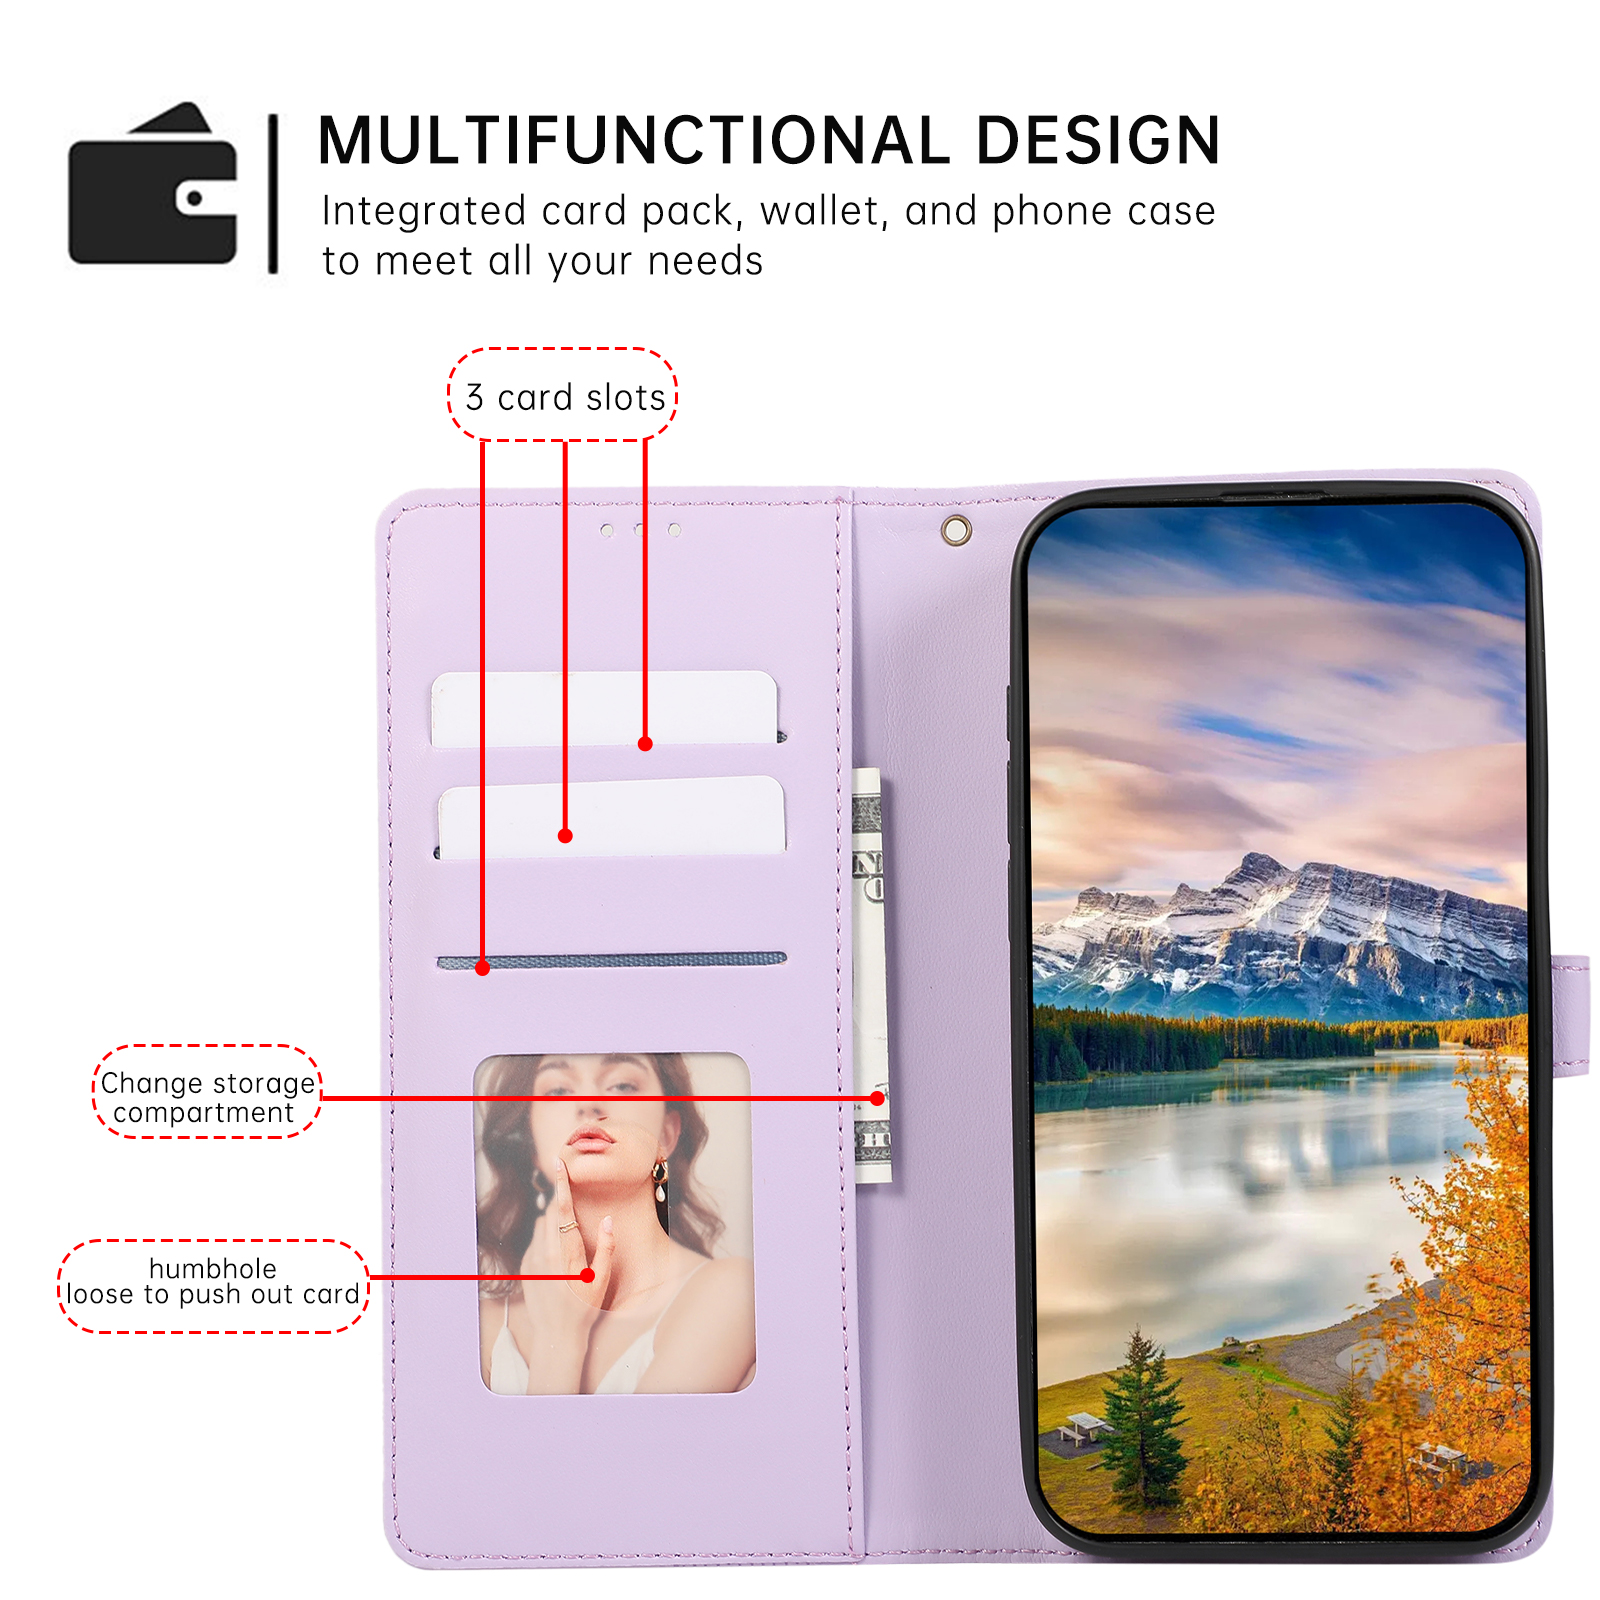 MULTIFUNCTIONAL DESIGN
Integrated card pack, wallet, and phone case
to meet all your needs
3 card slots
Change storage
compartment
humbhole
loose to push out card